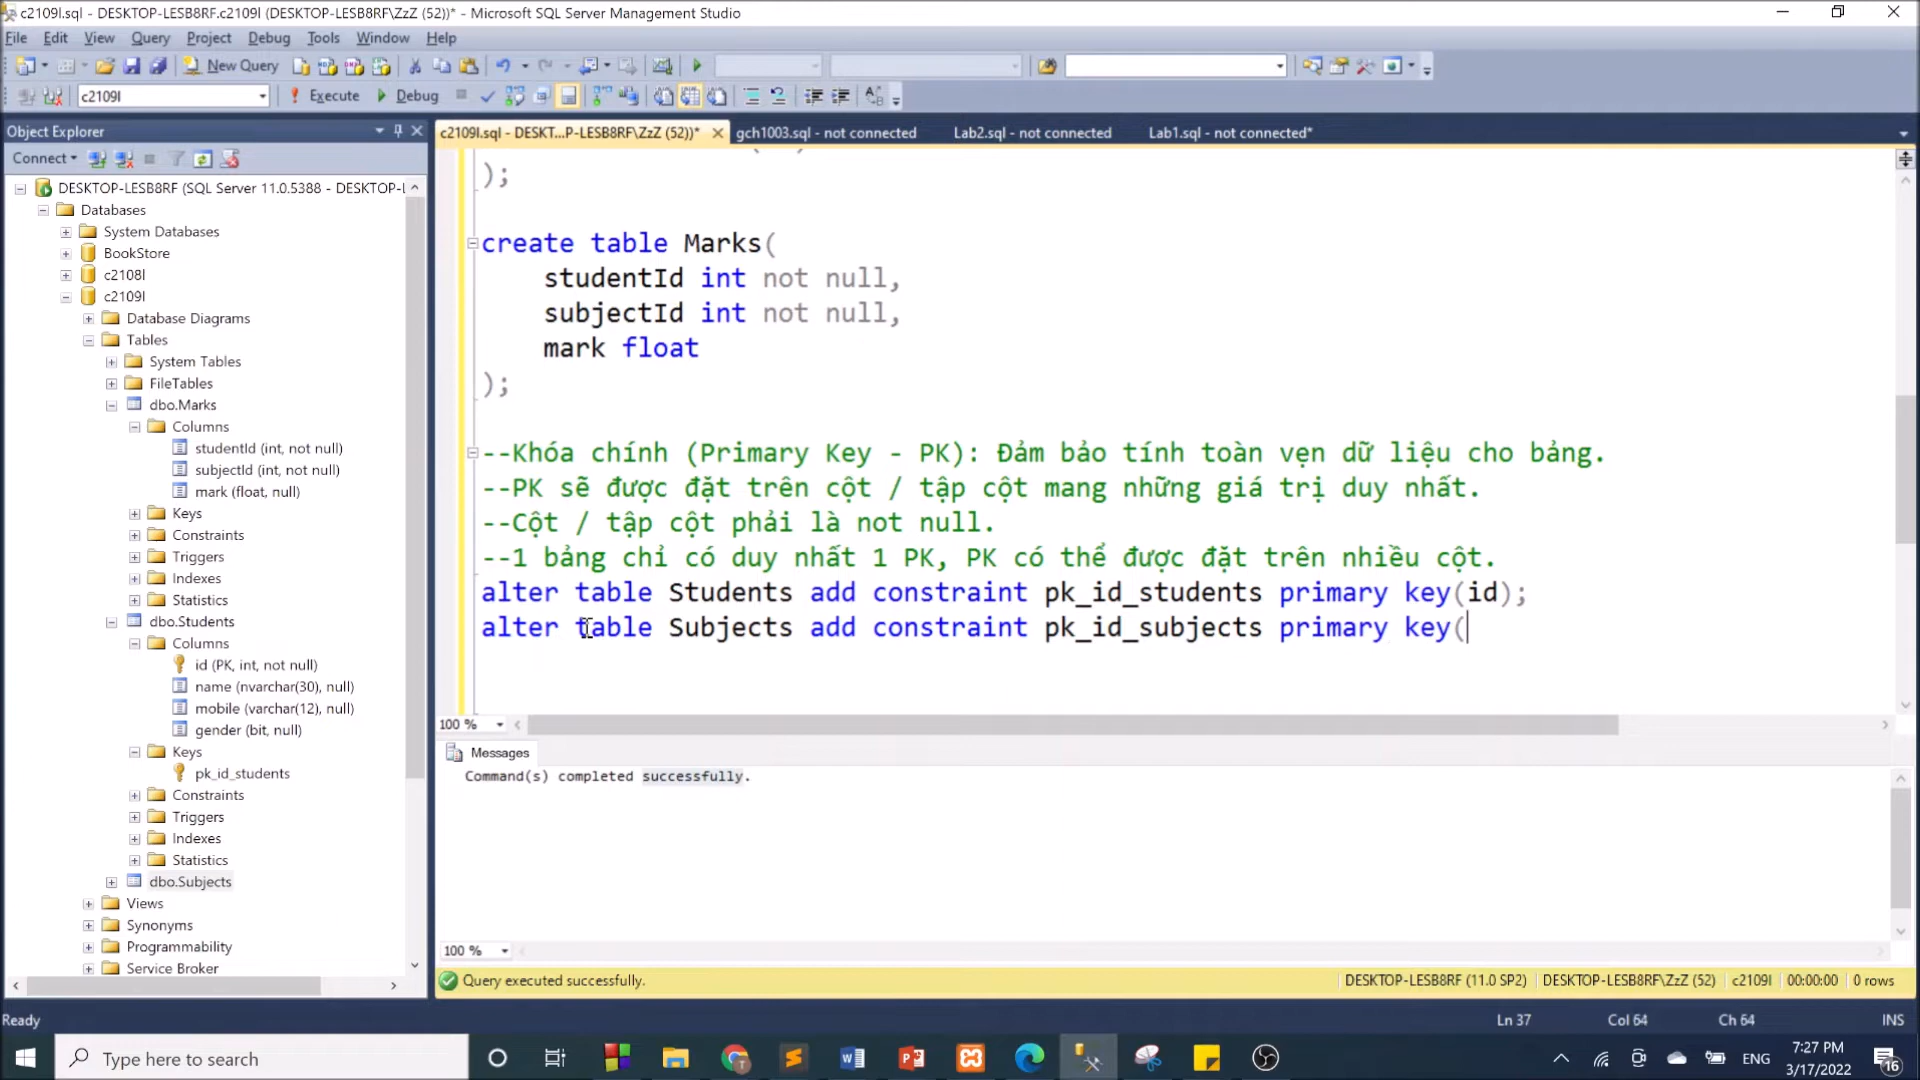 c2109l.sql - DESKTOP-LESB8RF.c2109l (DESKTOP-LESB8RF\ZzZ (52))* - Microsoft SQL Server Management Studio
File Edit View Query Project Debug Tools Window Help
New Query
c2109l Execute Debug
Object Explorer
Connect
DESKTOP-LESB8RF (SQL Server 11.0.5388 - DESKTOP-L
Databases
System Databases
BookStore
c2108l
c2109l
Database Diagrams
Tables
System Tables
FileTables
dbo.Marks
Columns
studentId (int, not null)
subjectId (int, not null)
mark (float, null)
Keys
Constraints
Triggers
Indexes
Statistics
dbo.Students
Columns
id (PK, int, not null)
name (nvarchar(30), null)
mobile (varchar(12), null)
gender (bit, null)
Keys
pk_id_students
Constraints
Triggers
Indexes
Statistics
dbo.Subjects
Views
Synonyms
Programmability
Service Broker
c2109l.sql - DESKT...P-LESB8RF\ZzZ (52))* gch1003.sql - not connected Lab2.sql - not connected Lab1.sql - not connected*
);
create table Marks(
studentId int not null,
subjectId int not null,
mark float
);
--Khóa chính (Primary Key - PK): Đảm bảo tính toàn vẹn dữ liệu cho bảng.
--PK sẽ được đặt trên cột / tập cột mang những giá trị duy nhất.
--Cột / tập cột phải là not null.
--1 bảng chỉ có duy nhất 1 PK, PK có thể được đặt trên nhiều cột.
alter table Students add constraint pk_id_students primary key(id);
alter table Subjects add constraint pk_id_subjects primary key(
100 %
Messages
Command(s) completed successfully.
100 %
Query executed successfully. DESKTOP-LESB8RF (11.0 SP2) DESKTOP-LESB8RF\ZzZ (52) c2109l 00:00:00 0 rows
Ready Ln 37 Col 64 Ch 64 INS
Type here to search
ENG
7:27 PM
3/17/2022
16